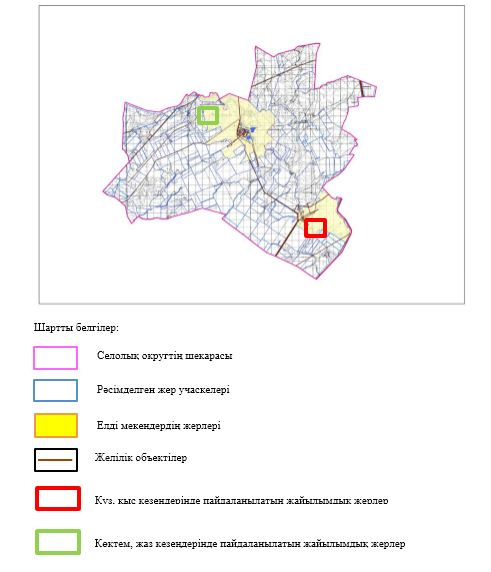 Шартты белгілер:
Селолық округтің шекарасы
Рәсімделген жер учаскелері
Елді мекендердің жерлері
Желілік объектілер
Күз, қыс кезеңдерінде пайдаланылатын жайылымдық жерлер
Көктем, жаз кезеңдерінде пайдаланылатын жайылымдық жерлер